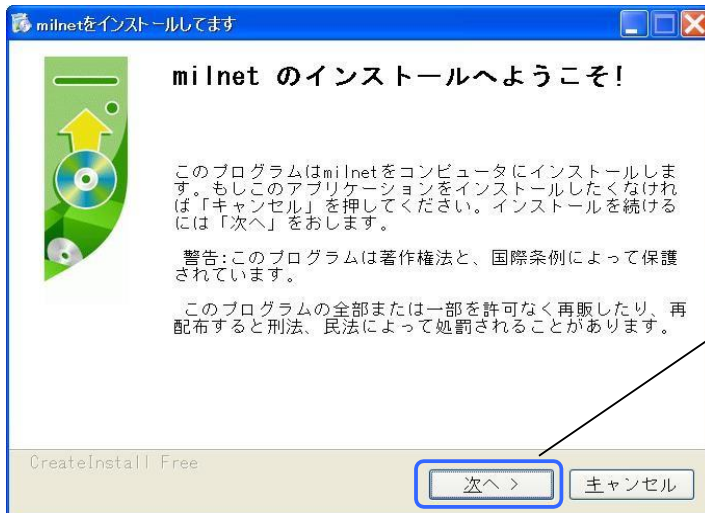 milnetをインストールしてます
milnet のインストールへようこそ!
このプログラムはmilnetをコンピュータにインストールしま
す。もしこのアプリケーションをインストールしたくなけれ
ば「キャンセル」を押してください。インストールを続ける
には「次へ」をおします。
警告:このプログラムは著作権法と、国際条例によって保護
されています。
このプログラムの全部または一部を許可なく再販したり、再
配布すると刑法、民法によって処罰されることがあります。
CreateInstall Free
次へ >
キャンセル